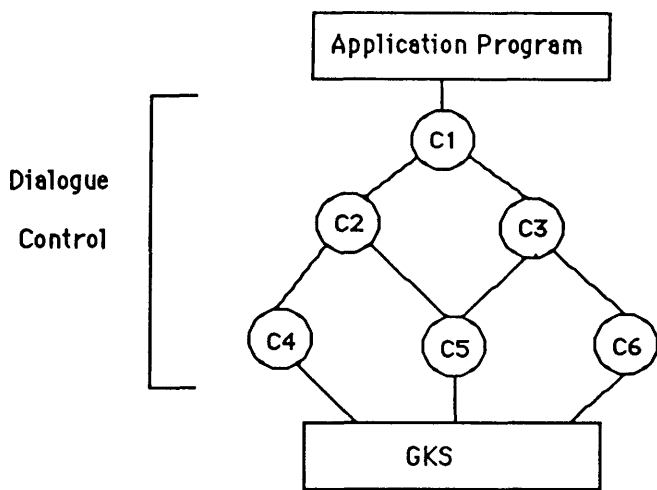 Application Program
C1
Dialogue
Control
C2
C3
C4
C5
C6
GKS